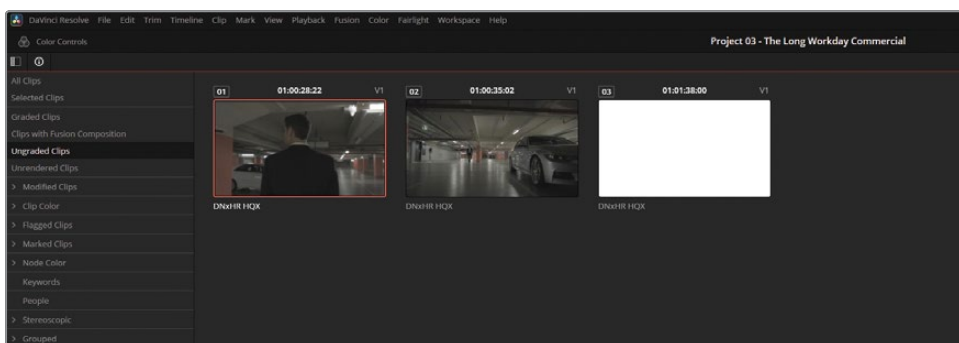 DaVinci Resolve File Edit Trim Timeline Clip Mark View Playback Fusion Color Fairlight Workspace Help
Color Controls Project 03 - The Long Workday Commercial
All Clips
Selected Clips
Graded Clips
Clips with Fusion Composition
Ungraded Clips
Unrendered Clips
> Modified Clips
> Clip Color
> Flagged Clips
> Marked Clips
> Node Color
Keywords
People
> Stereoscopic
> Grouped
01 01:00:28:22 V1
DNxHR HQX
02 01:00:35:02 V1
DNxHR HQX
03 01:01:38:00 V1
DNxHR HQX